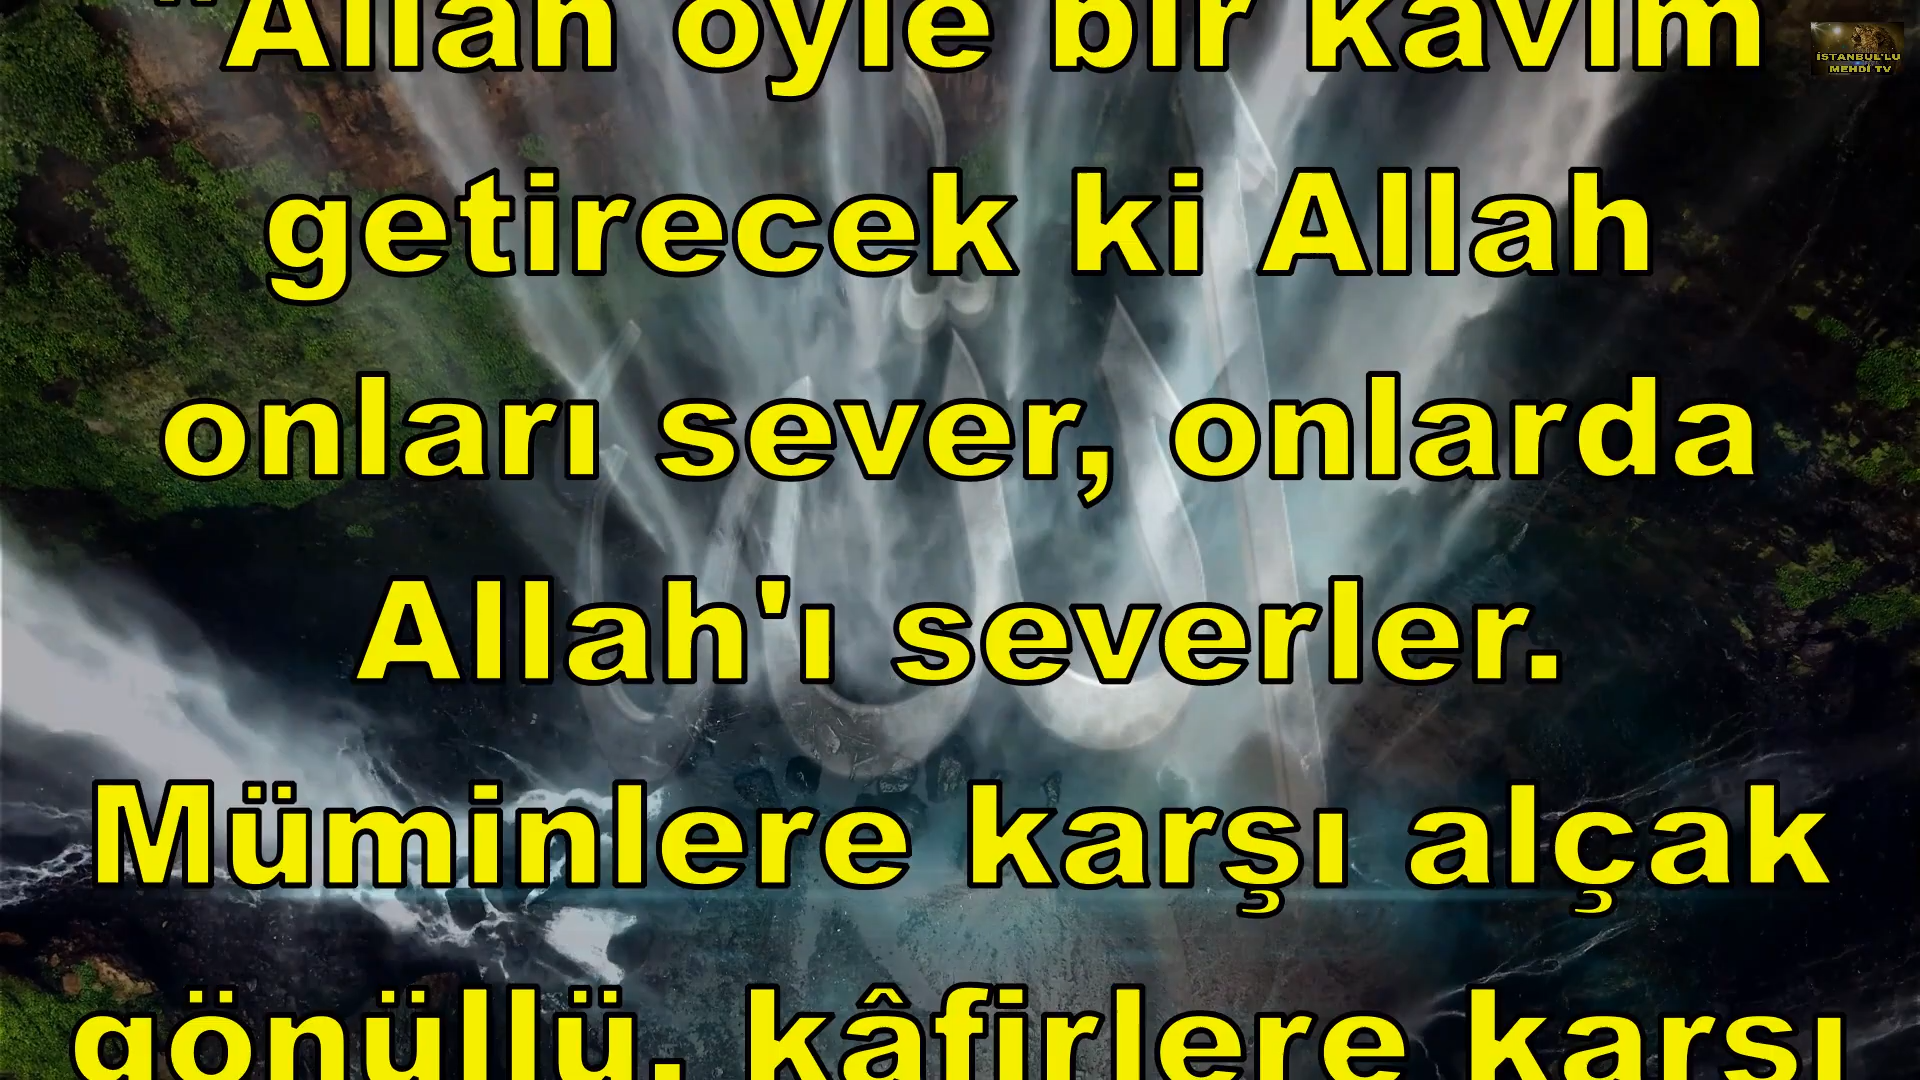 "Allah öyle bir kavim
İSTANBUL'LU
MEHDİ TV
getirecek ki Allah
onları sever, onlarda
Allah'ı severler.
Müminlere karşı alçak
gönüllü, kâfirlere karşı